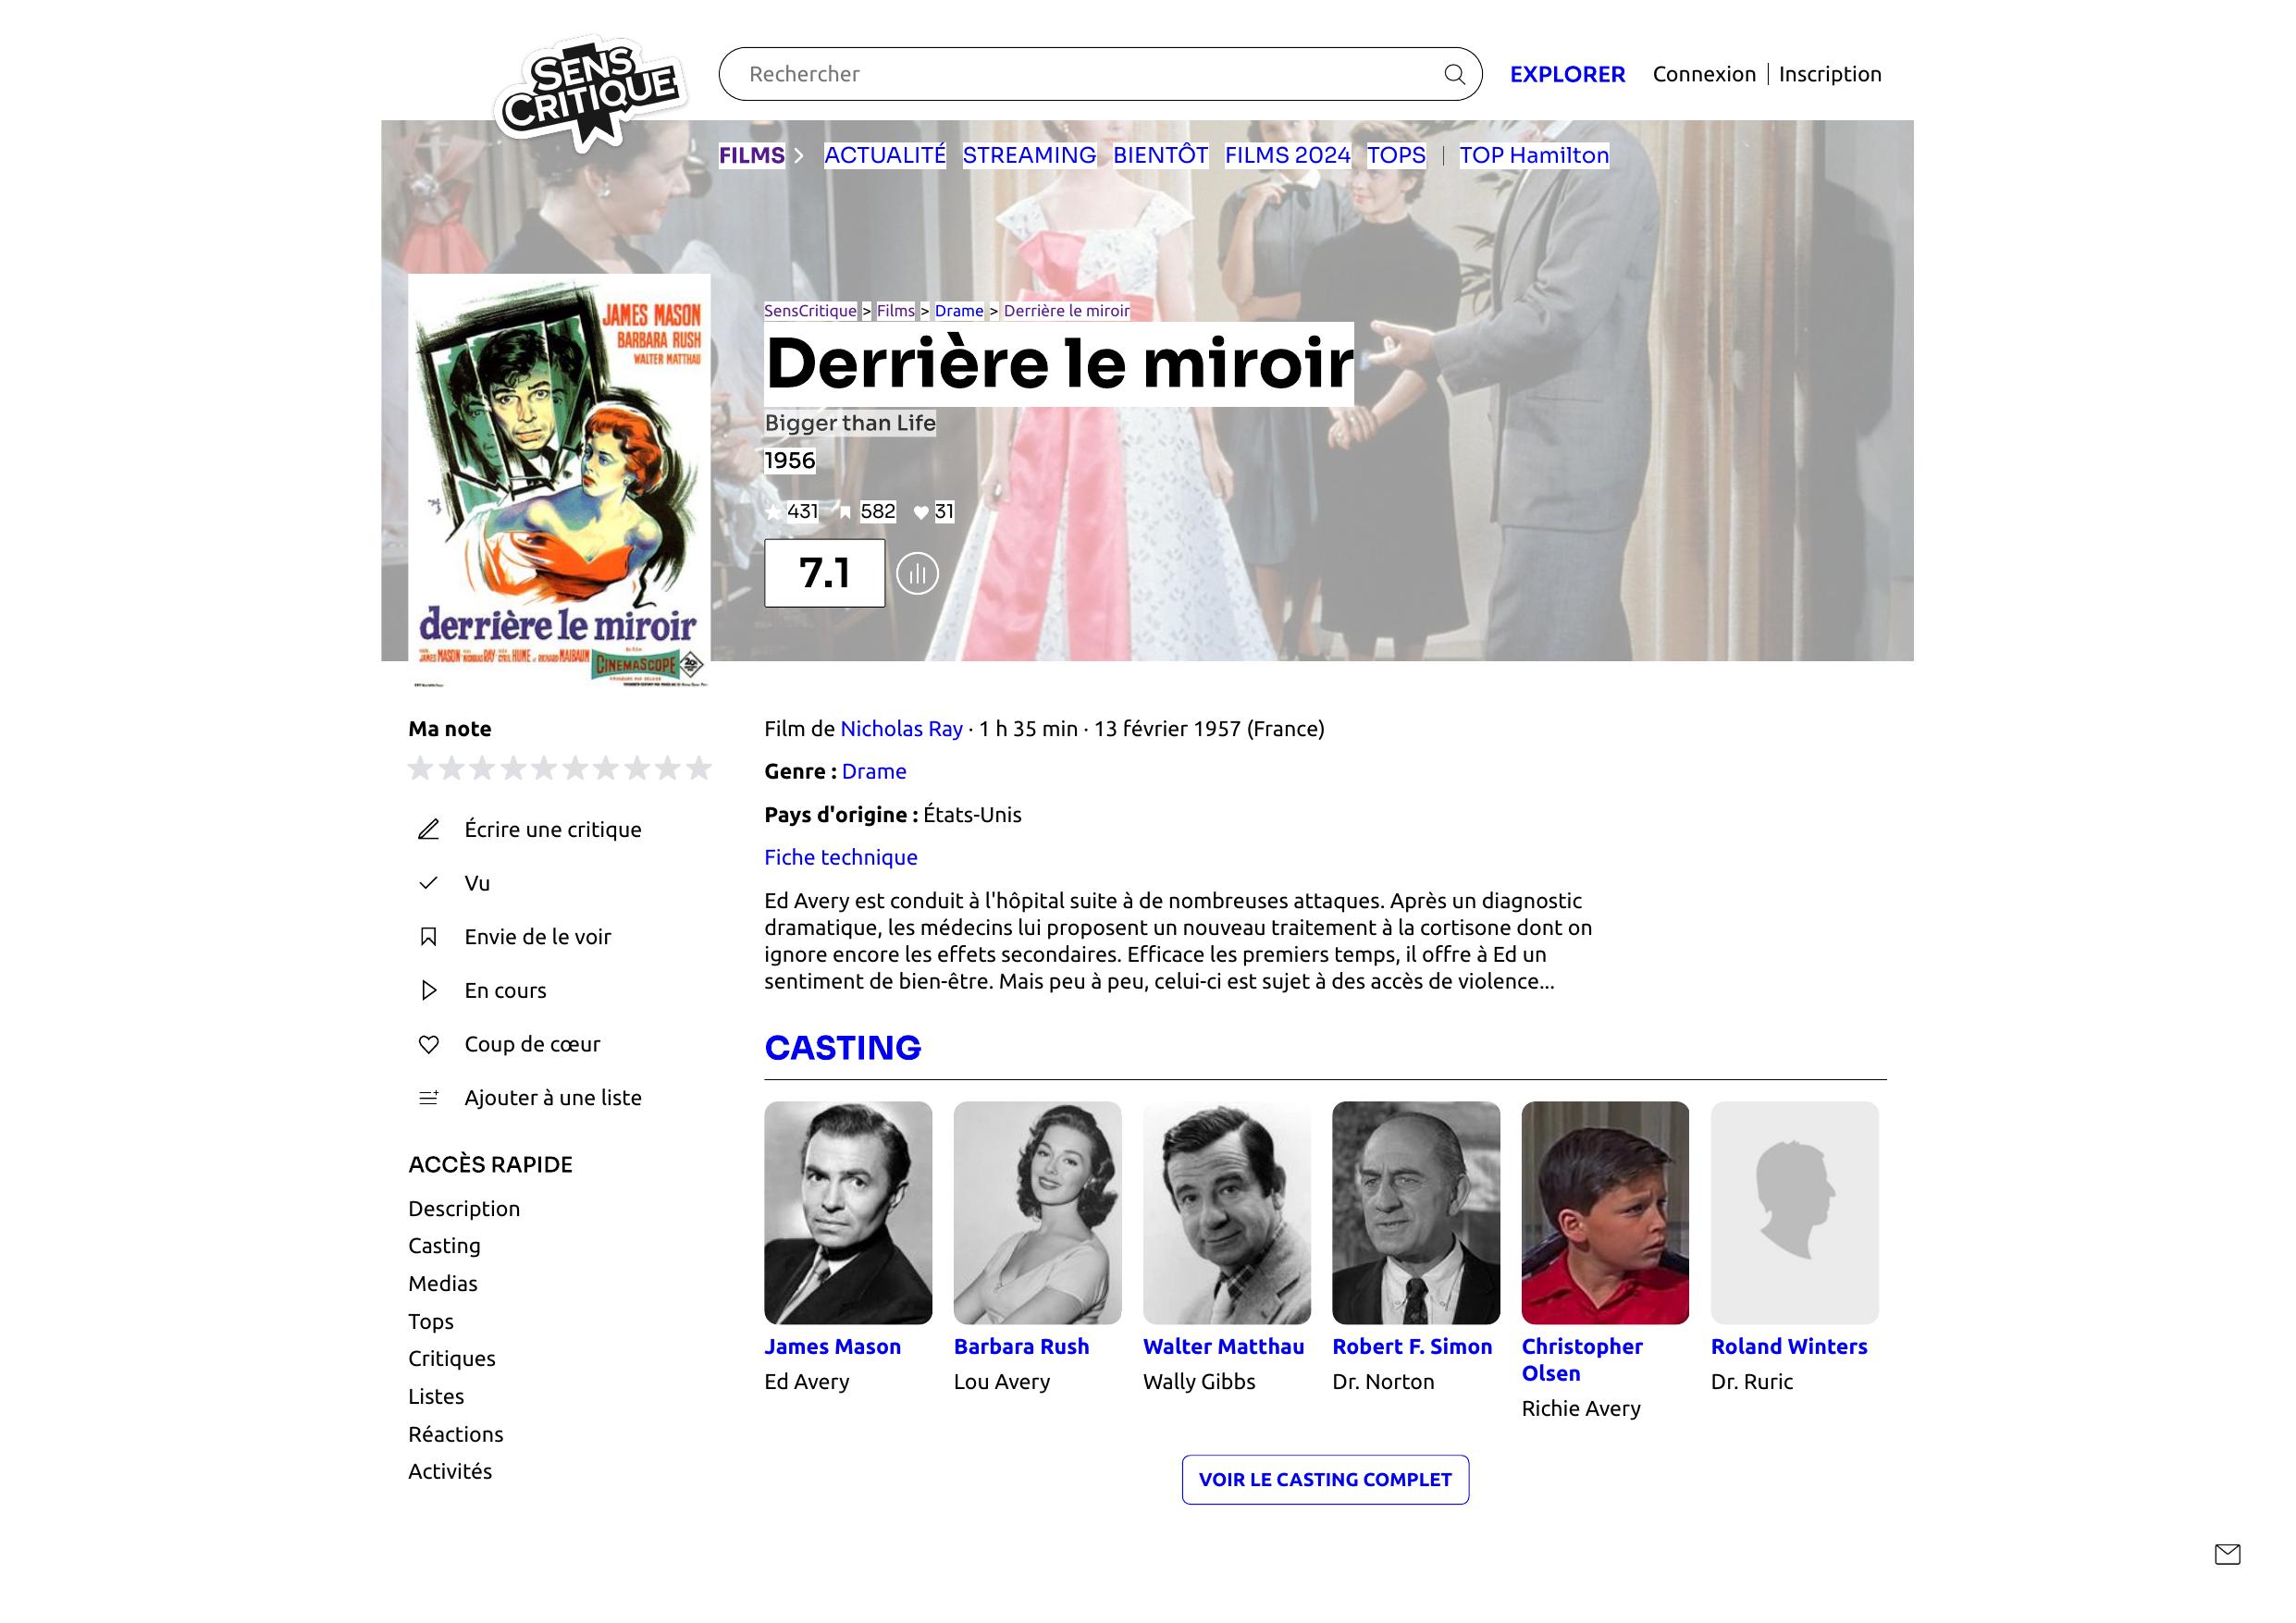 SENS
CRITIQUE
Rechercher
EXPLORER
Connexion | Inscription
FILMS ACTUALITÉ STREAMING BIENTÔT FILMS 2024 TOPS | TOP Hamilton
JAMES MASON
BARBARA RUSH
WALTER MATTHAU
derrière le miroir
JAMES MASON NICHOLAS RAY CYRIL HUME RICHARD MAIBAUM
CINEMASCOPE
SensCritique > Films > Drame > Derrière le miroir
Derrière le miroir
Bigger than Life
1956
431 582 31
7.1
Ma note
Écrire une critique
Vu
Envie de le voir
En cours
Coup de cœur
Ajouter à une liste
ACCÈS RAPIDE
Description
Casting
Medias
Tops
Critiques
Listes
Réactions
Activités
Film de Nicholas Ray · 1 h 35 min · 13 février 1957 (France)
Genre : Drame
Pays d'origine : États-Unis
Fiche technique
Ed Avery est conduit à l'hôpital suite à de nombreuses attaques. Après un diagnostic
dramatique, les médecins lui proposent un nouveau traitement à la cortisone dont on
ignore encore les effets secondaires. Efficace les premiers temps, il offre à Ed un
sentiment de bien-être. Mais peu à peu, celui-ci est sujet à des accès de violence...
CASTING
James Mason
Ed Avery
Barbara Rush
Lou Avery
Walter Matthau
Wally Gibbs
Robert F. Simon
Dr. Norton
Christopher
Olsen
Richie Avery
Roland Winters
Dr. Ruric
VOIR LE CASTING COMPLET